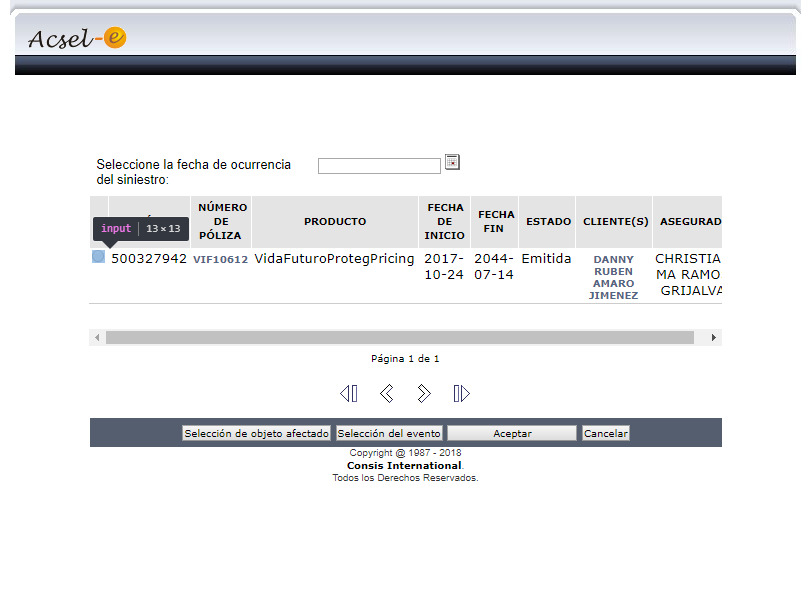 Acsel-e
Seleccione la fecha de ocurrencia
del siniestro:
input 13 × 13
NÚMERO
DE
PÓLIZA
PRODUCTO
FECHA
DE
INICIO
FECHA
FIN
ESTADO
CLIENTE(S)
ASEGURAD
500327942 VIF10612 VidaFuturoProtegPricing 2017-10-24 2044-07-14 Emitida
DANNY
RUBEN
AMARO
JIMENEZ
CHRISTIA
MA RAMO
GRIJALVA
Página 1 de 1
Selección de objeto afectado Selección del evento Aceptar Cancelar
Copyright @ 1987 - 2018
Consis International.
Todos los Derechos Reservados.